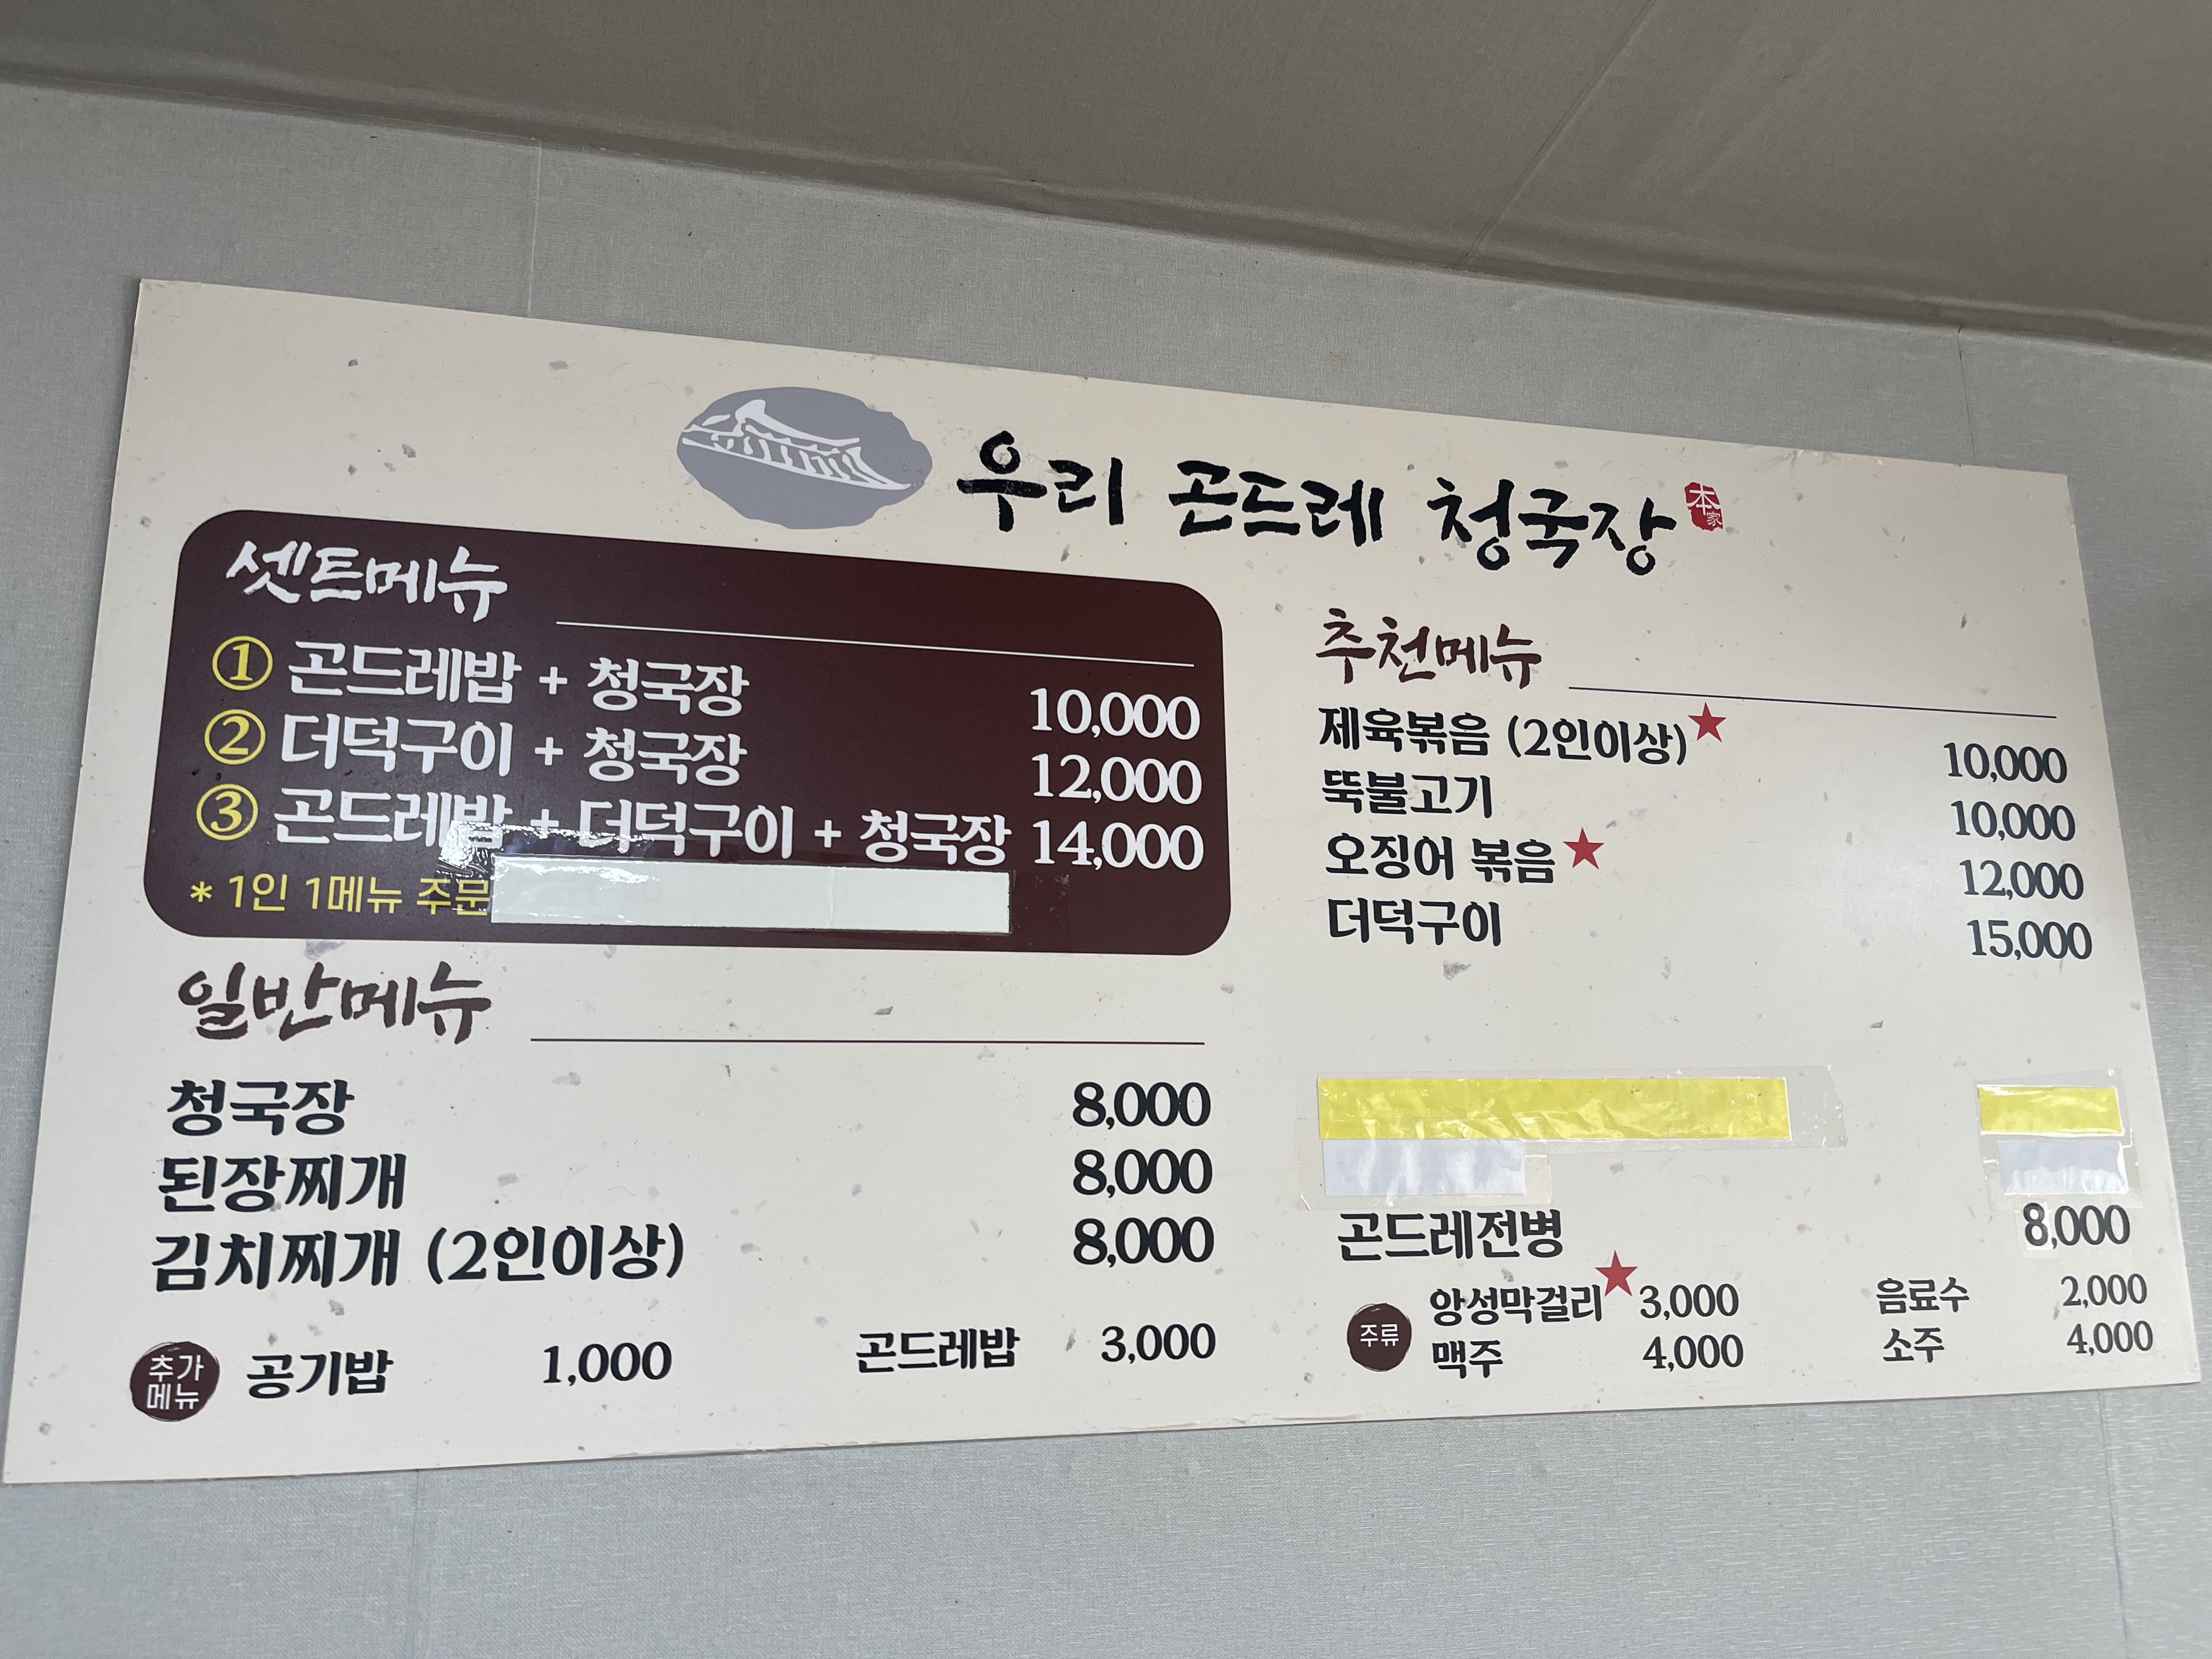 우리 곤드레 청국장
本家
셋트메뉴
① 곤드레밥 + 청국장 10,000
② 더덕구이 + 청국장 12,000
③ 곤드레밥 + 더덕구이 + 청국장 14,000
* 1인 1메뉴 주문
일반메뉴
청국장 8,000
된장찌개 8,000
김치찌개 (2인이상) 8,000
추가
메뉴
공기밥 1,000 곤드레밥 3,000
추천메뉴
제육볶음 (2인이상)★ 10,000
뚝불고기 10,000
오징어 볶음★ 12,000
더덕구이 15,000
곤드레전병 8,000
주류
앙성막걸리★ 3,000 음료수 2,000
맥주 4,000 소주 4,000